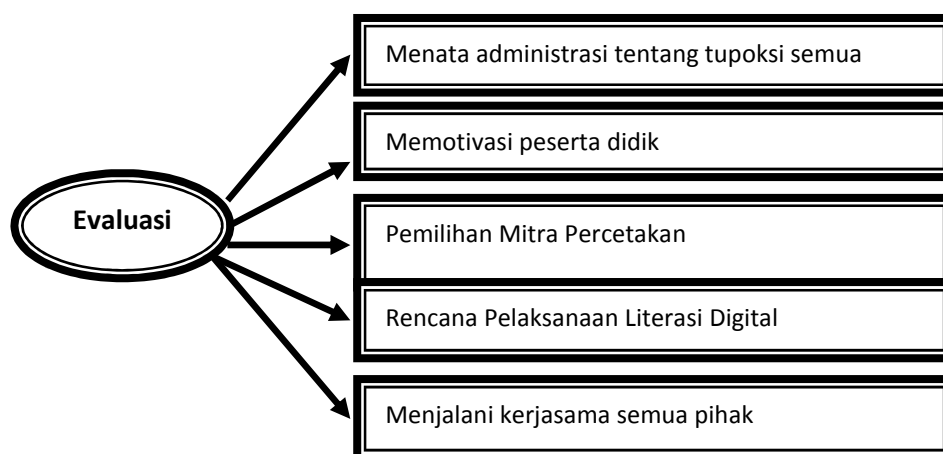 Menata administrasi tentang tupoksi semua
Memotivasi peserta didik
Evaluasi
Pemilihan Mitra Percetakan
Rencana Pelaksanaan Literasi Digital
Menjalani kerjasama semua pihak